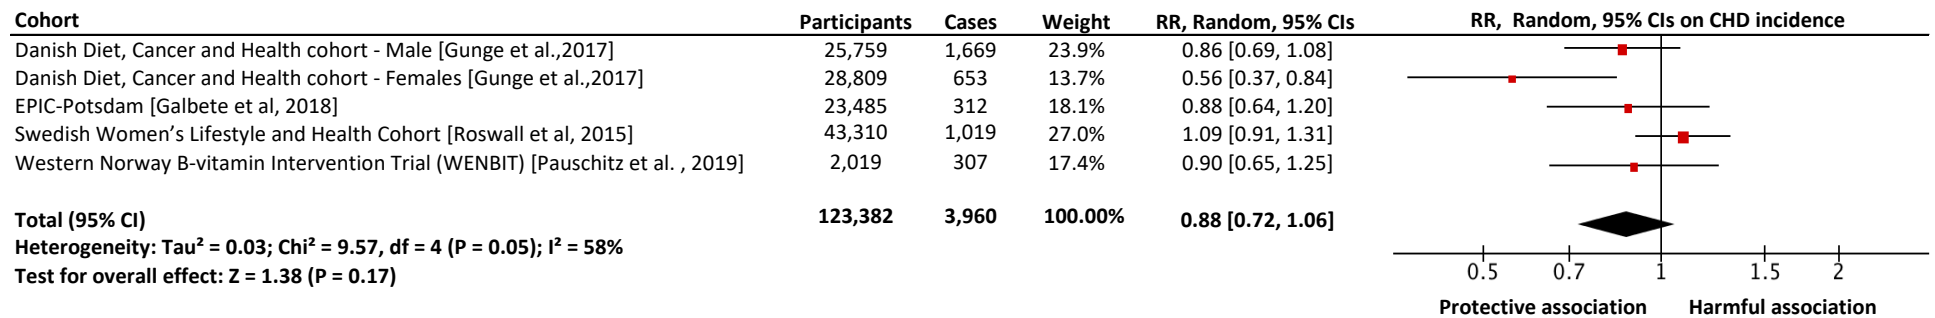 Cohort Participants Cases Weight RR, Random, 95% CIs RR, Random, 95% CIs on CHD incidence
Danish Diet, Cancer and Health cohort - Male [Gunge et al.,2017] 25,759 1,669 23.9% 0.86 [0.69, 1.08]
Danish Diet, Cancer and Health cohort - Females [Gunge et al.,2017] 28,809 653 13.7% 0.56 [0.37, 0.84]
EPIC-Potsdam [Galbete et al, 2018] 23,485 312 18.1% 0.88 [0.64, 1.20]
Swedish Women’s Lifestyle and Health Cohort [Roswall et al, 2015] 43,310 1,019 27.0% 1.09 [0.91, 1.31]
Western Norway B-vitamin Intervention Trial (WENBIT) [Pauschitz et al. , 2019] 2,019 307 17.4% 0.90 [0.65, 1.25]
Total (95% CI) 123,382 3,960 100.00% 0.88 [0.72, 1.06]
Heterogeneity: Tau² = 0.03; Chi² = 9.57, df = 4 (P = 0.05); I² = 58%
Test for overall effect: Z = 1.38 (P = 0.17)
0.5 0.7 1 1.5 2
Protective association Harmful association